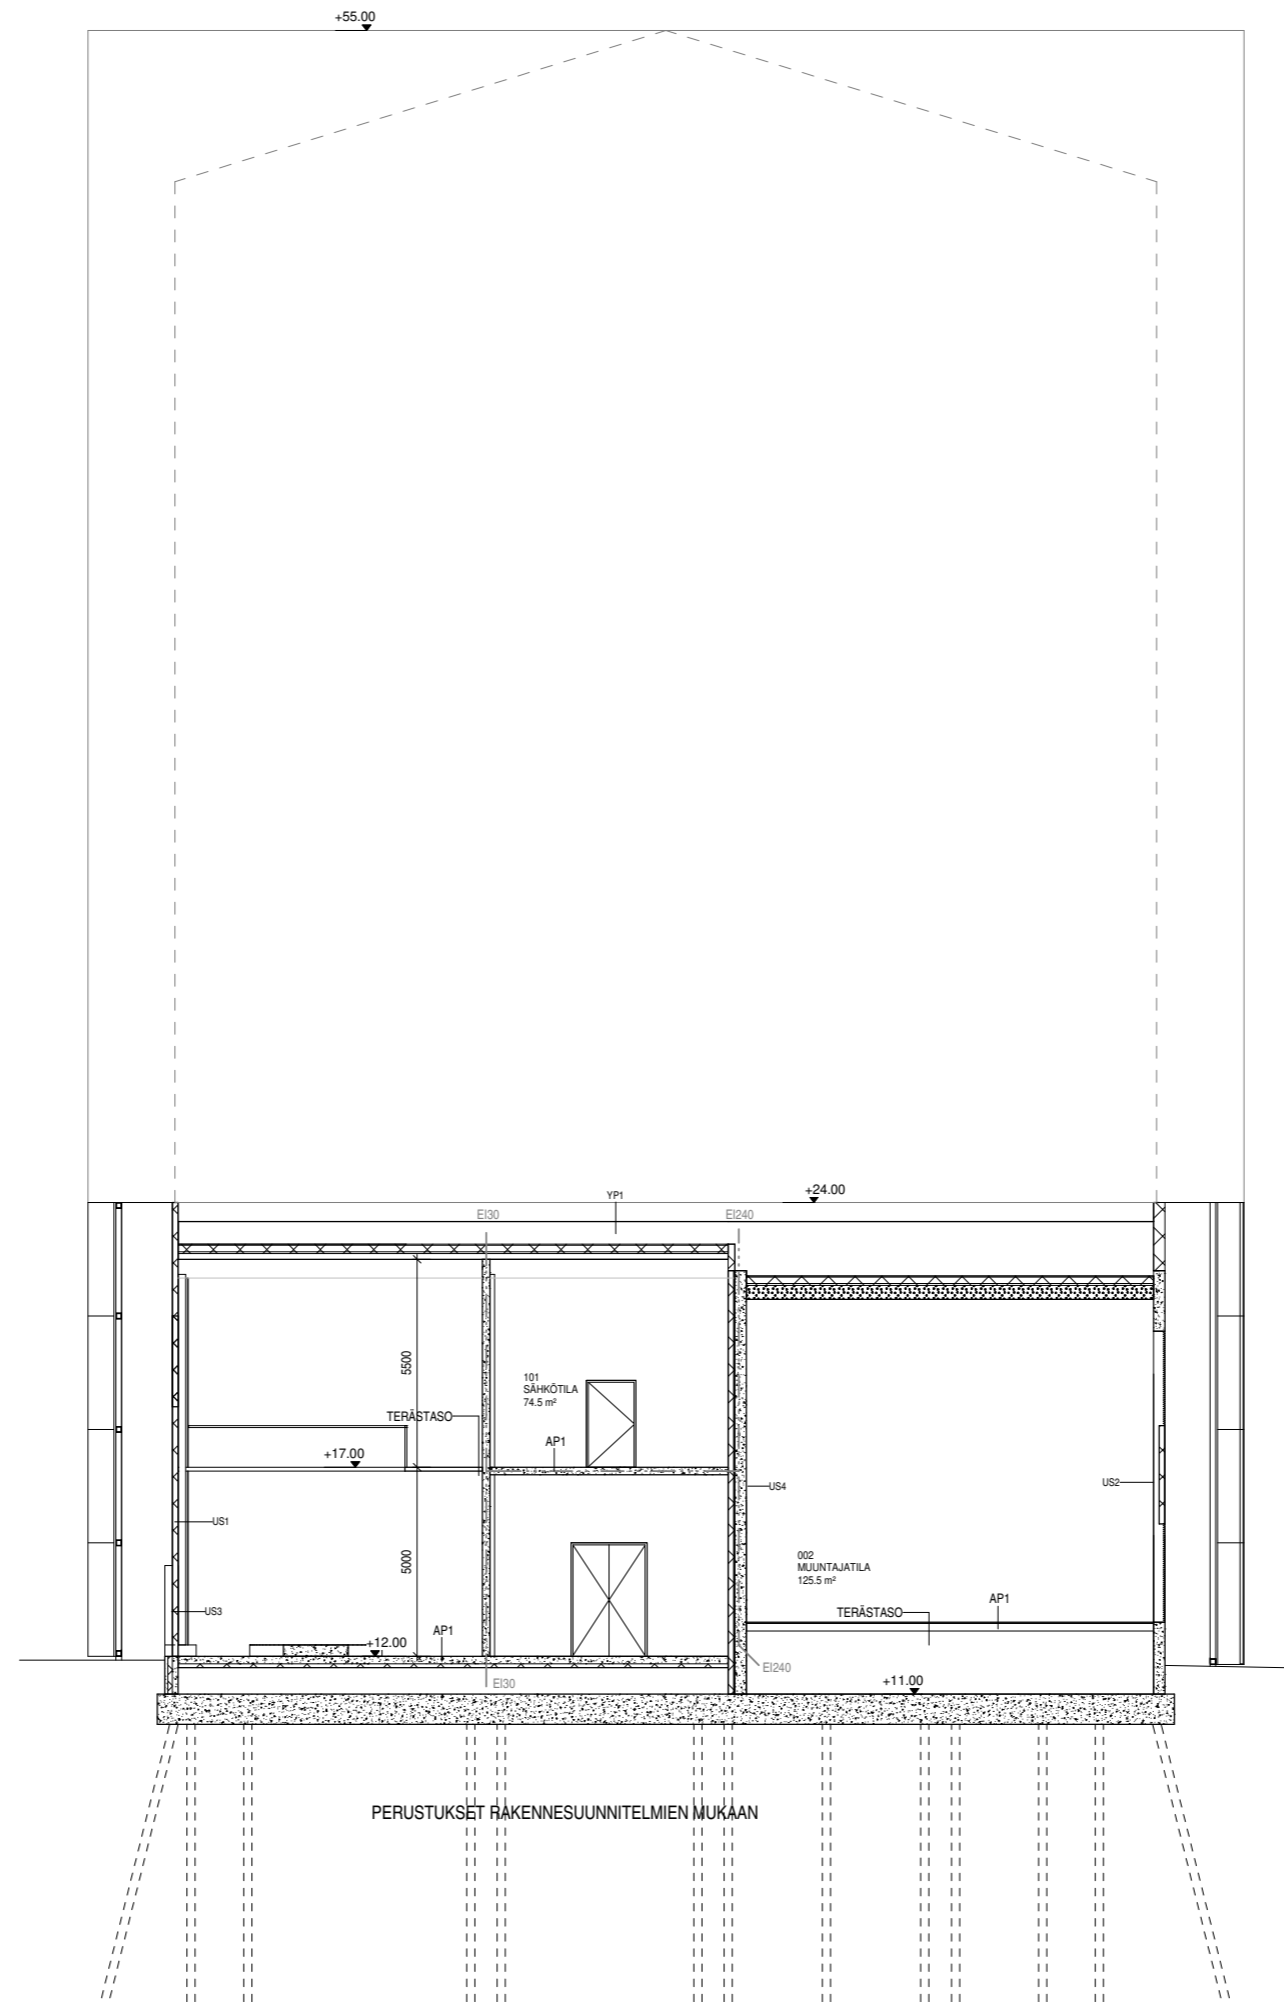 +55.00
YP1
+24.00
EI30
EI240
5500
101
SÄHKÖTILA
74.5 m²
TERÄSTASO
AP1
+17.00
US4
US2
US1
5000
002
MUUNTAJATILA
125.5 m²
AP1
US3
TERÄSTASO
AP1
+12.00
EI240
EI30
+11.00
PERUSTUKSET RAKENNESUUNNITELMIEN MUKAAN